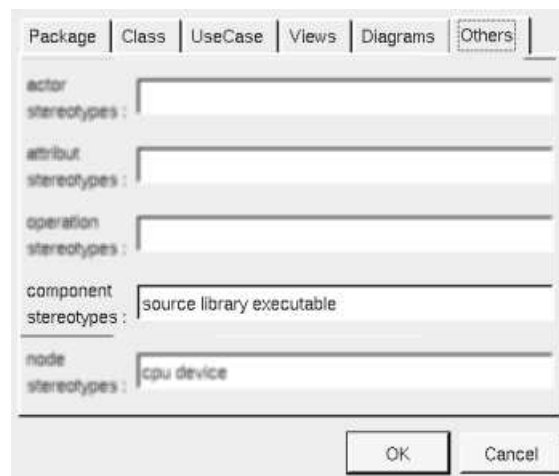 Package Class UseCase Views Diagrams Others
actor
stereotypes :
attribut
stereotypes :
operation
stereotypes :
component
stereotypes : source library executable
node
stereotypes : cpu device
OK Cancel